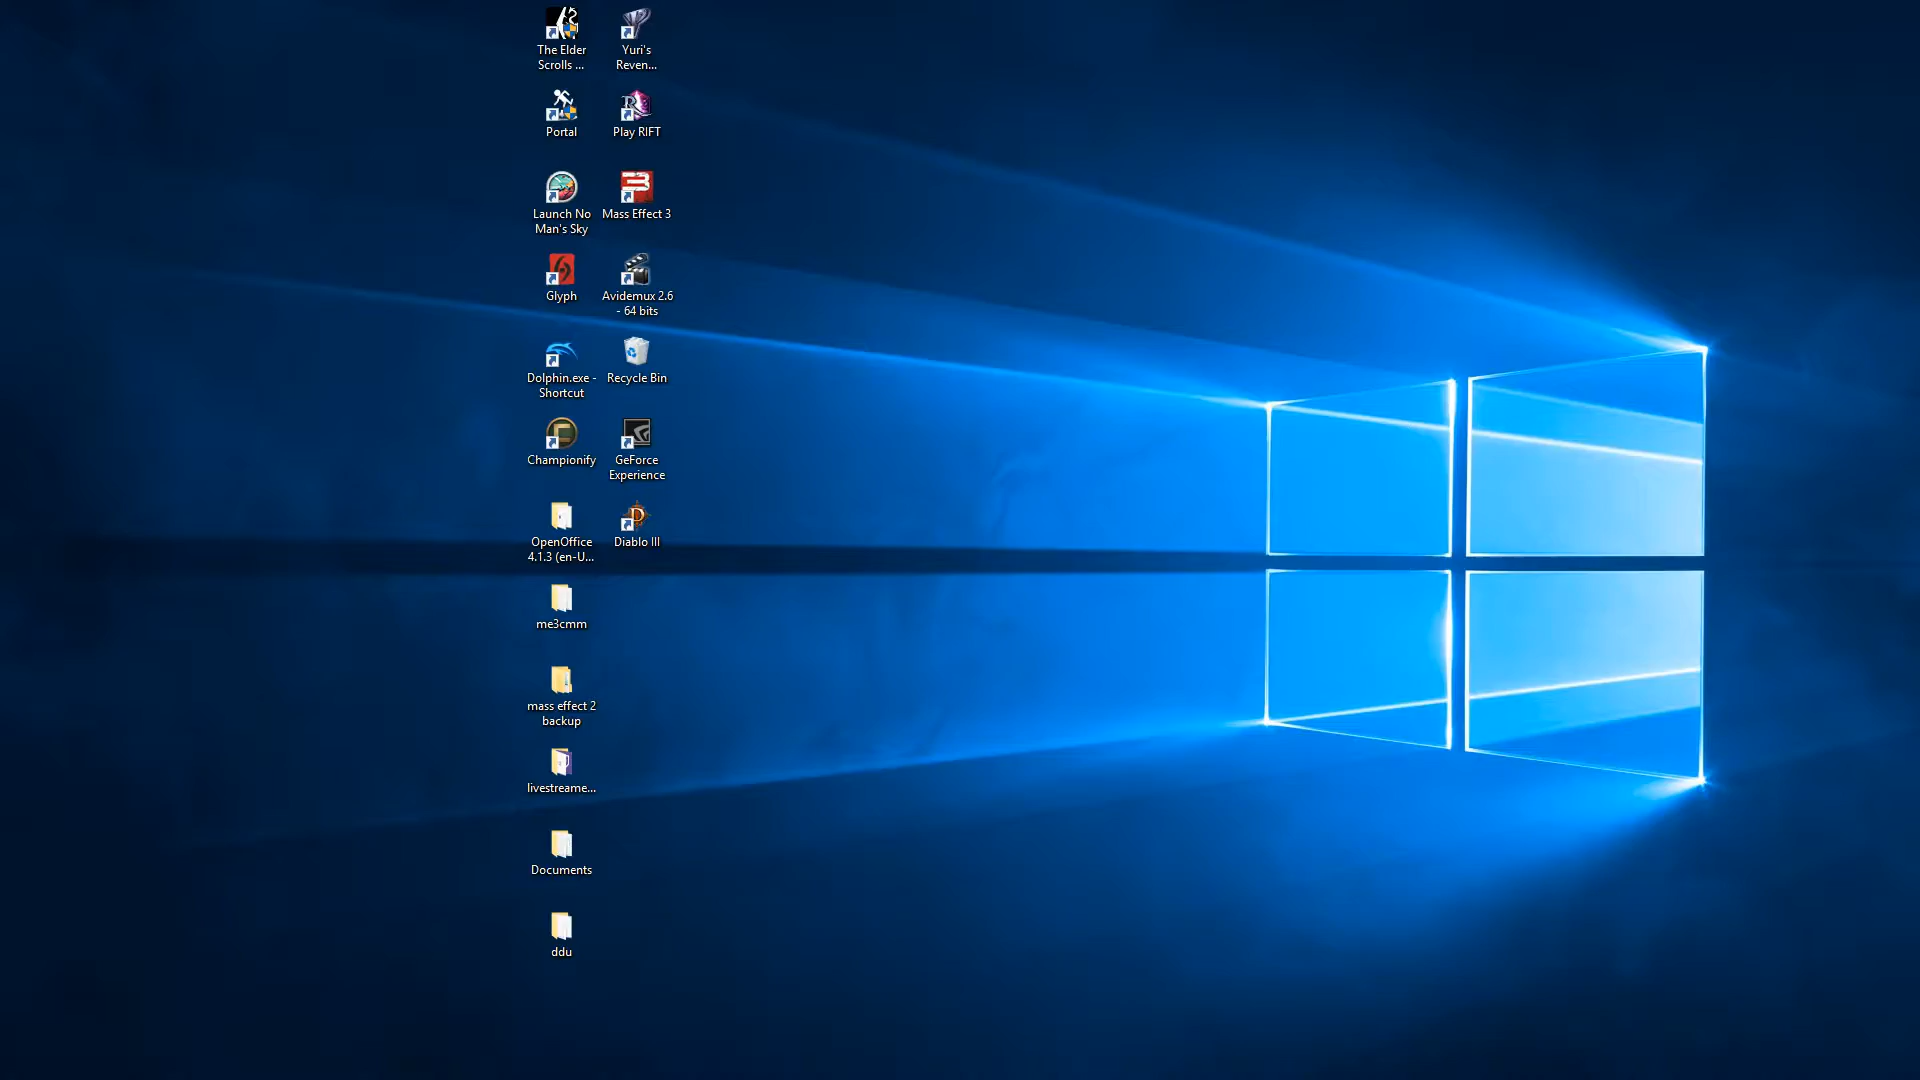 The Elder
Scrolls ...
Yuri's
Reven...
Portal
Play RIFT
Launch No
Man's Sky
Mass Effect 3
Glyph
Avidemux 2.6
- 64 bits
Dolphin.exe -
Shortcut
Recycle Bin
Championify
GeForce
Experience
OpenOffice
4.1.3 (en-U...
Diablo III
me3cmm
mass effect 2
backup
livestreame...
Documents
ddu